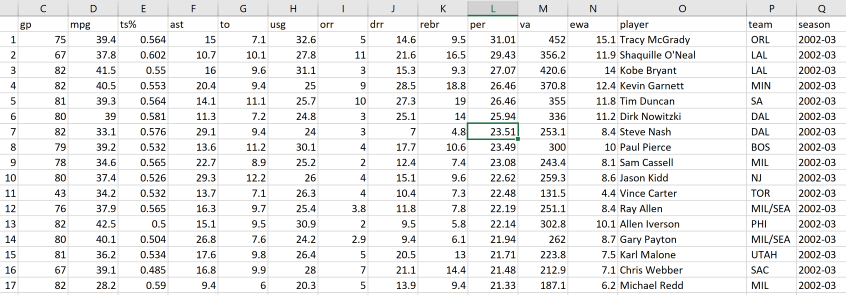 C D E F G H I J K L M N O P Q
gp mpg ts% ast to usg orr drr rebr per va ewa player team season
1 75 39.4 0.564 15 7.1 32.6 5 14.6 9.5 31.01 452 15.1 Tracy McGrady ORL 2002-03
2 67 37.8 0.602 10.7 10.1 27.8 11 21.6 16.5 29.43 356.2 11.9 Shaquille O'Neal LAL 2002-03
3 82 41.5 0.55 16 9.6 31.1 3 15.3 9.3 27.07 420.6 14 Kobe Bryant LAL 2002-03
4 82 40.5 0.553 20.4 9.4 25 9 28.5 18.8 26.46 370.8 12.4 Kevin Garnett MIN 2002-03
5 81 39.3 0.564 14.1 11.1 25.7 10 27.3 19 26.46 355 11.8 Tim Duncan SA 2002-03
6 80 39 0.581 11.3 7.2 24.8 3 25.1 14 25.94 336 11.2 Dirk Nowitzki DAL 2002-03
7 82 33.1 0.576 29.1 9.4 24 3 7 4.8 23.51 253.1 8.4 Steve Nash DAL 2002-03
8 79 39.2 0.532 13.6 11.2 30.1 4 17.7 10.6 23.49 300 10 Paul Pierce BOS 2002-03
9 78 34.6 0.565 22.7 8.9 25.2 2 12.4 7.4 23.08 243.4 8.1 Sam Cassell MIL 2002-03
10 80 37.4 0.526 29.3 12.2 26 4 15.1 9.6 22.62 259.3 8.6 Jason Kidd NJ 2002-03
11 43 34.2 0.532 13.7 7.1 26.3 4 10.4 7.3 22.48 131.5 4.4 Vince Carter TOR 2002-03
12 76 37.9 0.565 16.3 9.7 25.4 3.8 11.8 7.8 22.19 251.1 8.4 Ray Allen MIL/SEA 2002-03
13 82 42.5 0.5 15.1 9.5 30.9 2 9.5 5.8 22.14 302.8 10.1 Allen Iverson PHI 2002-03
14 80 40.1 0.504 26.8 7.6 24.2 2.9 9.4 6.1 21.94 262 8.7 Gary Payton MIL/SEA 2002-03
15 81 36.2 0.534 17.6 9.8 26.4 5 20.5 13 21.71 223.8 7.5 Karl Malone UTAH 2002-03
16 67 39.1 0.485 16.8 9.9 28 7 21.1 14.4 21.48 212.9 7.1 Chris Webber SAC 2002-03
17 82 28.2 0.59 9.4 6 20.3 5 13.9 9.4 21.33 187.1 6.2 Michael Redd MIL 2002-03